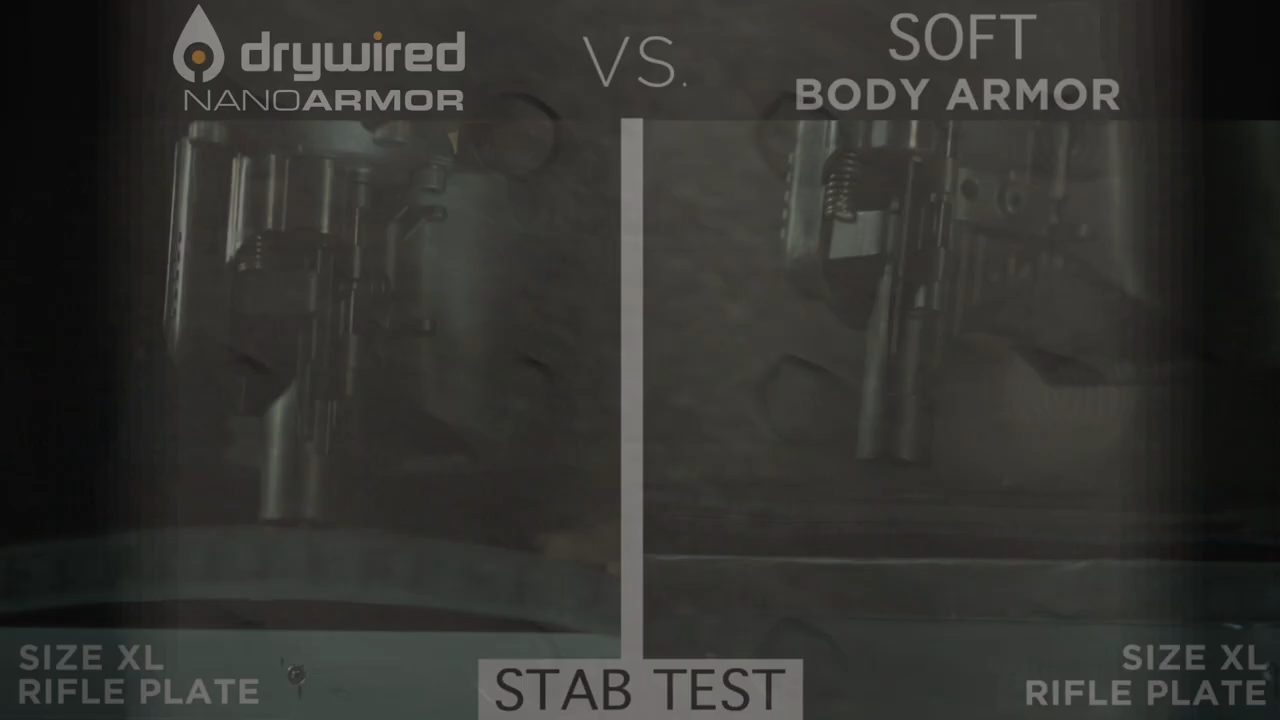 drywired
NANOARMOR
VS.
SOFT
BODY ARMOR
SIZE XL
RIFLE PLATE
SIZE XL
RIFLE PLATE
STAB TEST